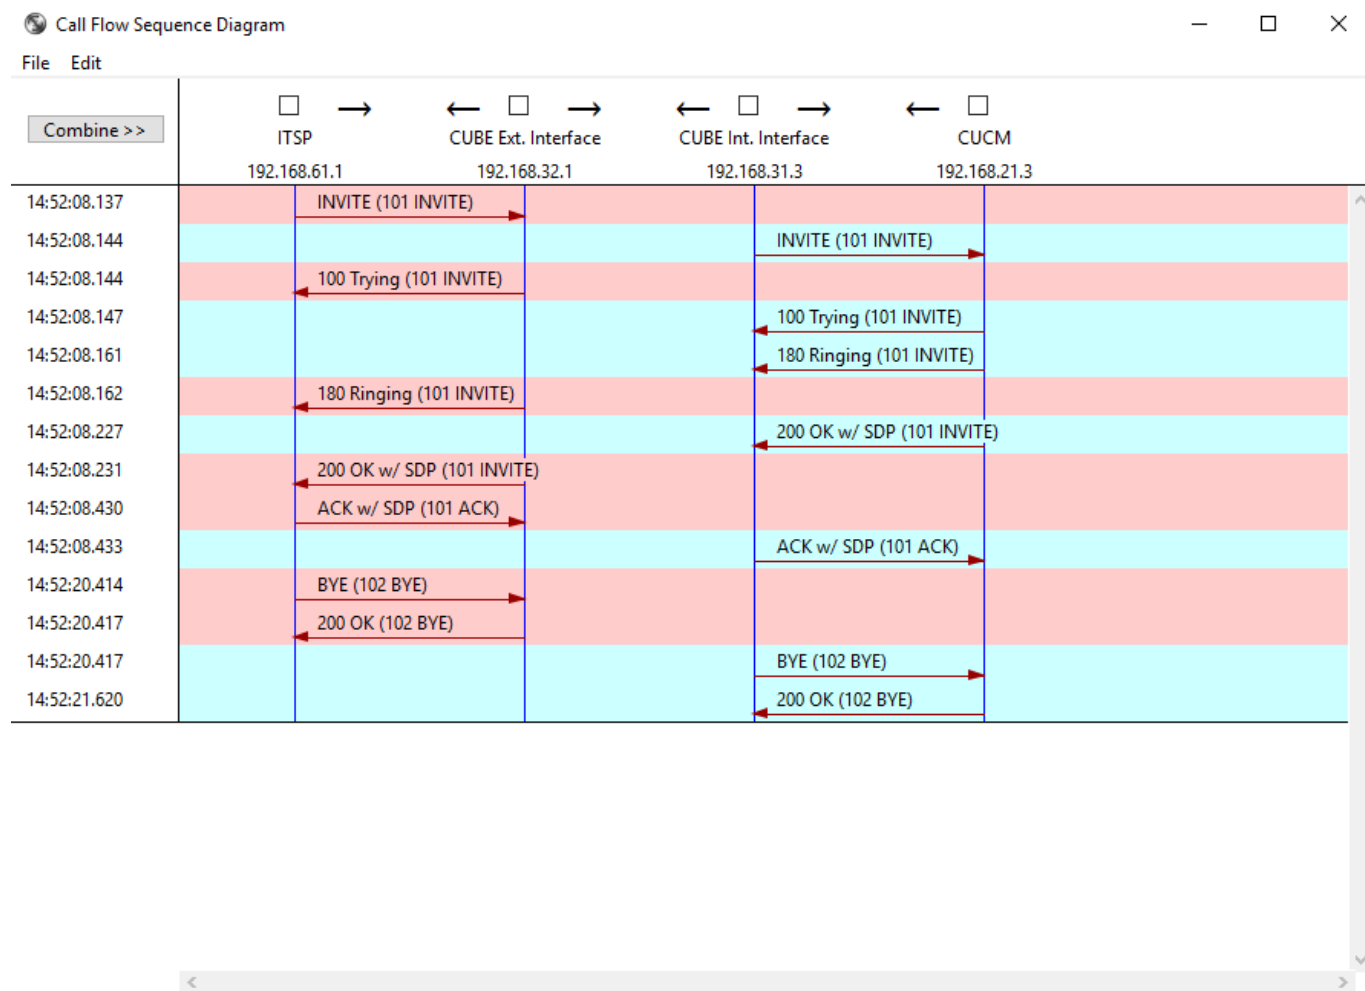 Call Flow Sequence Diagram
File Edit
Combine >>
ITSP CUBE Ext. Interface CUBE Int. Interface CUCM
192.168.61.1 192.168.32.1 192.168.31.3 192.168.21.3
14:52:08.137 INVITE (101 INVITE)
14:52:08.144 INVITE (101 INVITE)
14:52:08.144 100 Trying (101 INVITE)
14:52:08.147 100 Trying (101 INVITE)
14:52:08.161 180 Ringing (101 INVITE)
14:52:08.162 180 Ringing (101 INVITE)
14:52:08.227 200 OK w/ SDP (101 INVITE)
14:52:08.231 200 OK w/ SDP (101 INVITE)
14:52:08.430 ACK w/ SDP (101 ACK)
14:52:08.433 ACK w/ SDP (101 ACK)
14:52:20.414 BYE (102 BYE)
14:52:20.417 200 OK (102 BYE)
14:52:20.417 BYE (102 BYE)
14:52:21.620 200 OK (102 BYE)